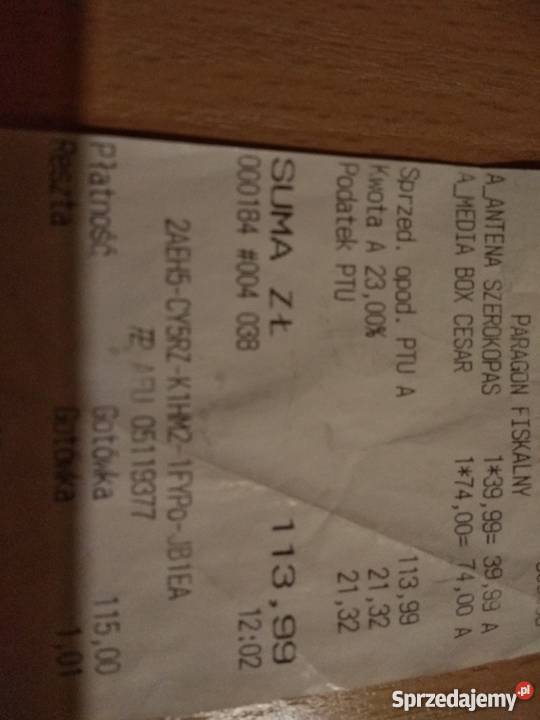 PARAGON FISKALNY
A_ANTENA SZEROKOPAS 1*39,99= 39,99 A
A_MEDIA BOX CESAR 1*74,00= 74,00 A
Sprzed. opod. PTU A 113,99
Kwota A 23,00% 21,32
Podatek PTU 21,32
SUMA ZŁ 113,99
000184 #004 038 12:02
2AEH5-CY5RZ-K1HM2-1FYPO-JB1EA
APU 05119377
Płatność Gotówka 115,00
Reszta Gotówka 1,01
Sprzedajemy.pl